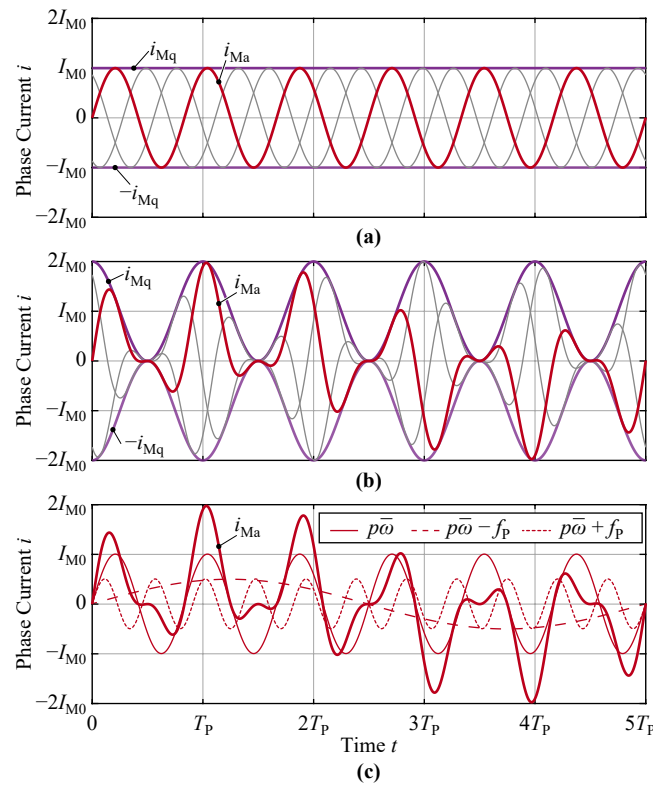 2I_M0
i_Mq
i_Ma
I_M0
0
−I_M0
−i_Mq
−2I_M0
Phase Current i
(a)
2I_M0
i_Mq
i_Ma
I_M0
0
−I_M0
−i_Mq
−2I_M0
Phase Current i
(b)
2I_M0
i_Ma
pω̅ pω̅ − f_P pω̅ + f_P
I_M0
0
−I_M0
−2I_M0
Phase Current i
0 T_P 2T_P 3T_P 4T_P 5T_P
Time t
(c)